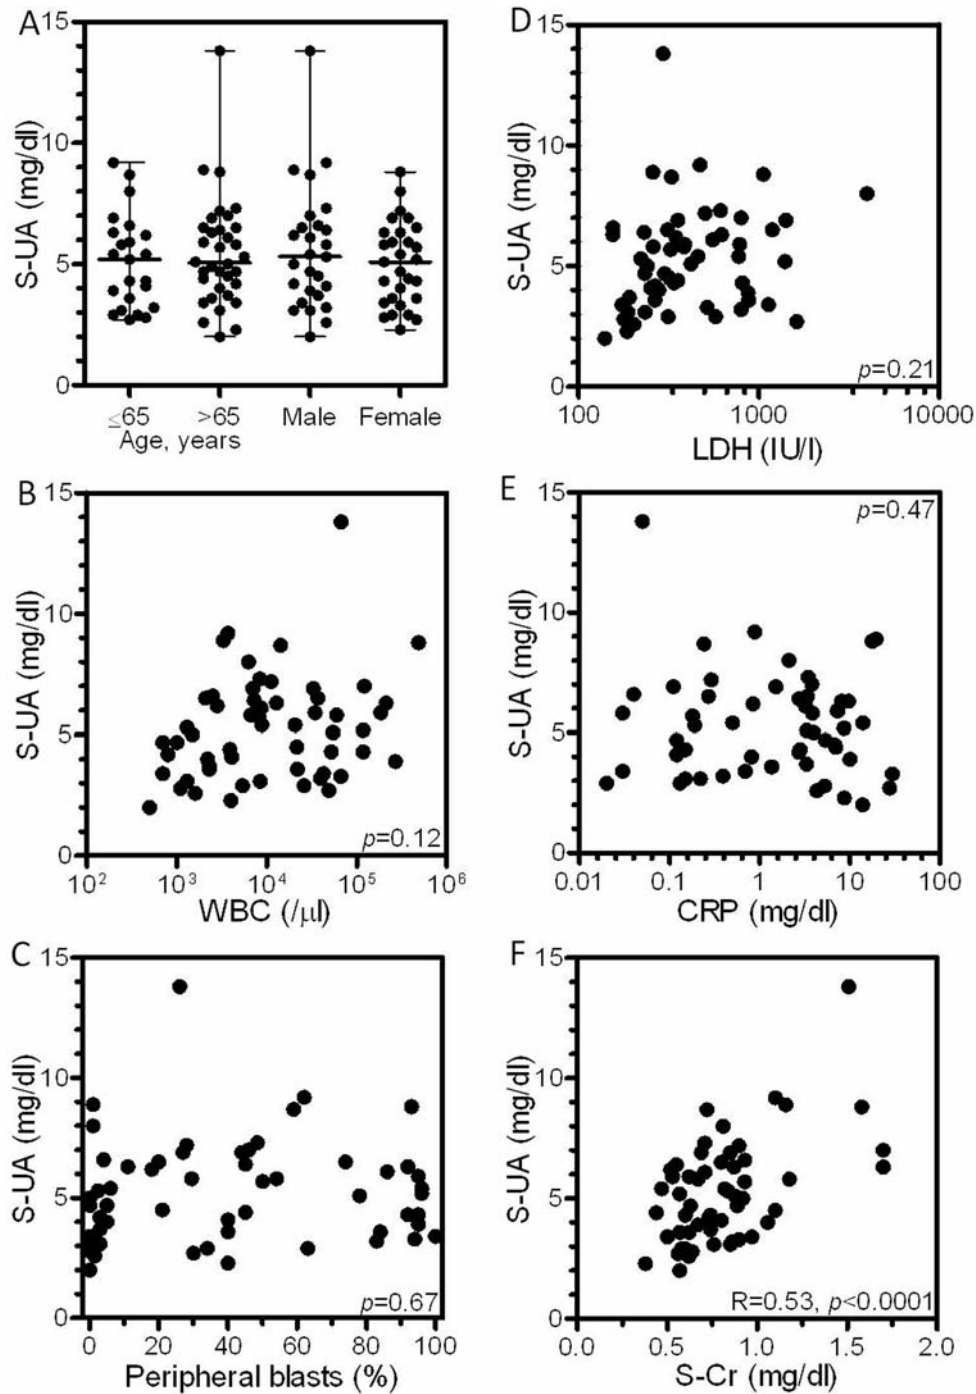 A
15
10
5
0
S-UA (mg/dl)
≤65
>65
Male
Female
Age, years
D
15
10
5
0
S-UA (mg/dl)
p=0.21
100
1000
10000
LDH (IU/l)
B
15
10
5
0
S-UA (mg/dl)
p=0.12
10²
10³
10⁴
10⁵
10⁶
WBC (/μl)
E
15
10
5
0
S-UA (mg/dl)
p=0.47
0.01
0.1
1
10
100
CRP (mg/dl)
C
15
10
5
0
S-UA (mg/dl)
p=0.67
0
20
40
60
80
100
Peripheral blasts (%)
F
15
10
5
0
S-UA (mg/dl)
R=0.53, p<0.0001
0.0
0.5
1.0
1.5
2.0
S-Cr (mg/dl)